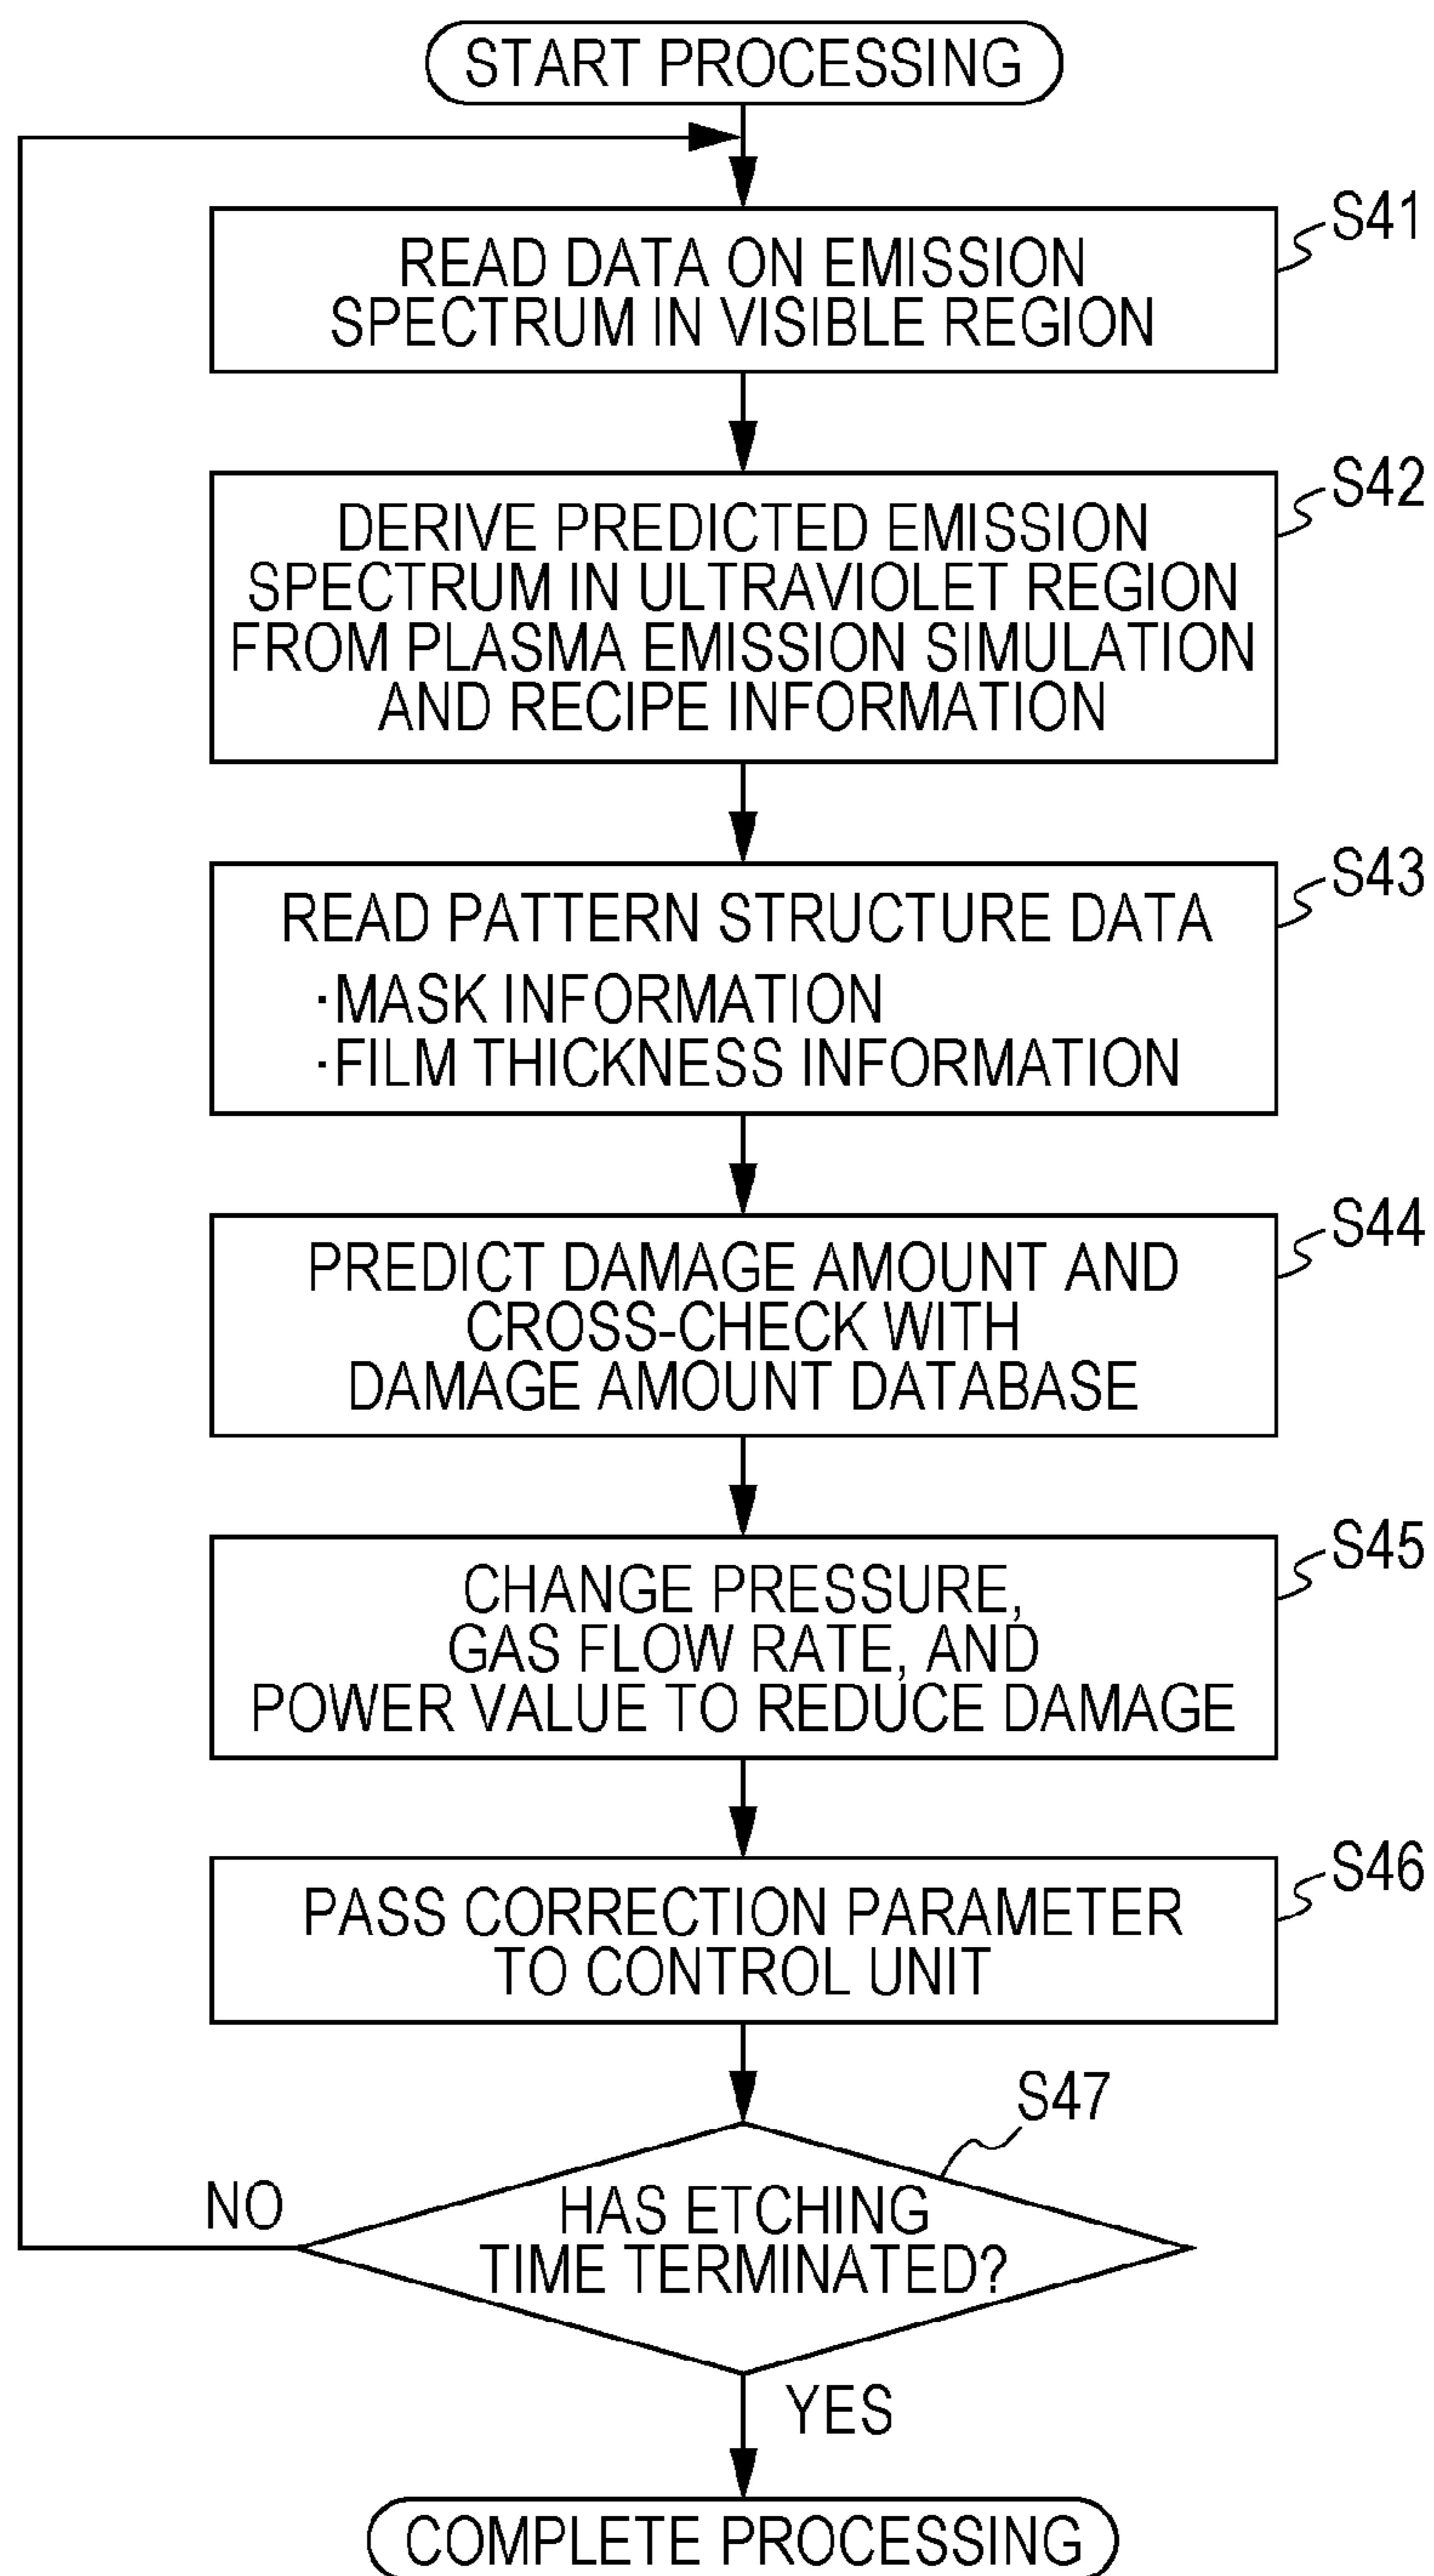 START PROCESSING
S41
READ DATA ON EMISSION
SPECTRUM IN VISIBLE REGION
S42
DERIVE PREDICTED EMISSION
SPECTRUM IN ULTRAVIOLET REGION
FROM PLASMA EMISSION SIMULATION
AND RECIPE INFORMATION
S43
READ PATTERN STRUCTURE DATA
·MASK INFORMATION
·FILM THICKNESS INFORMATION
S44
PREDICT DAMAGE AMOUNT AND
CROSS-CHECK WITH
DAMAGE AMOUNT DATABASE
S45
CHANGE PRESSURE,
GAS FLOW RATE, AND
POWER VALUE TO REDUCE DAMAGE
S46
PASS CORRECTION PARAMETER
TO CONTROL UNIT
S47
NO
HAS ETCHING
TIME TERMINATED?
YES
COMPLETE PROCESSING